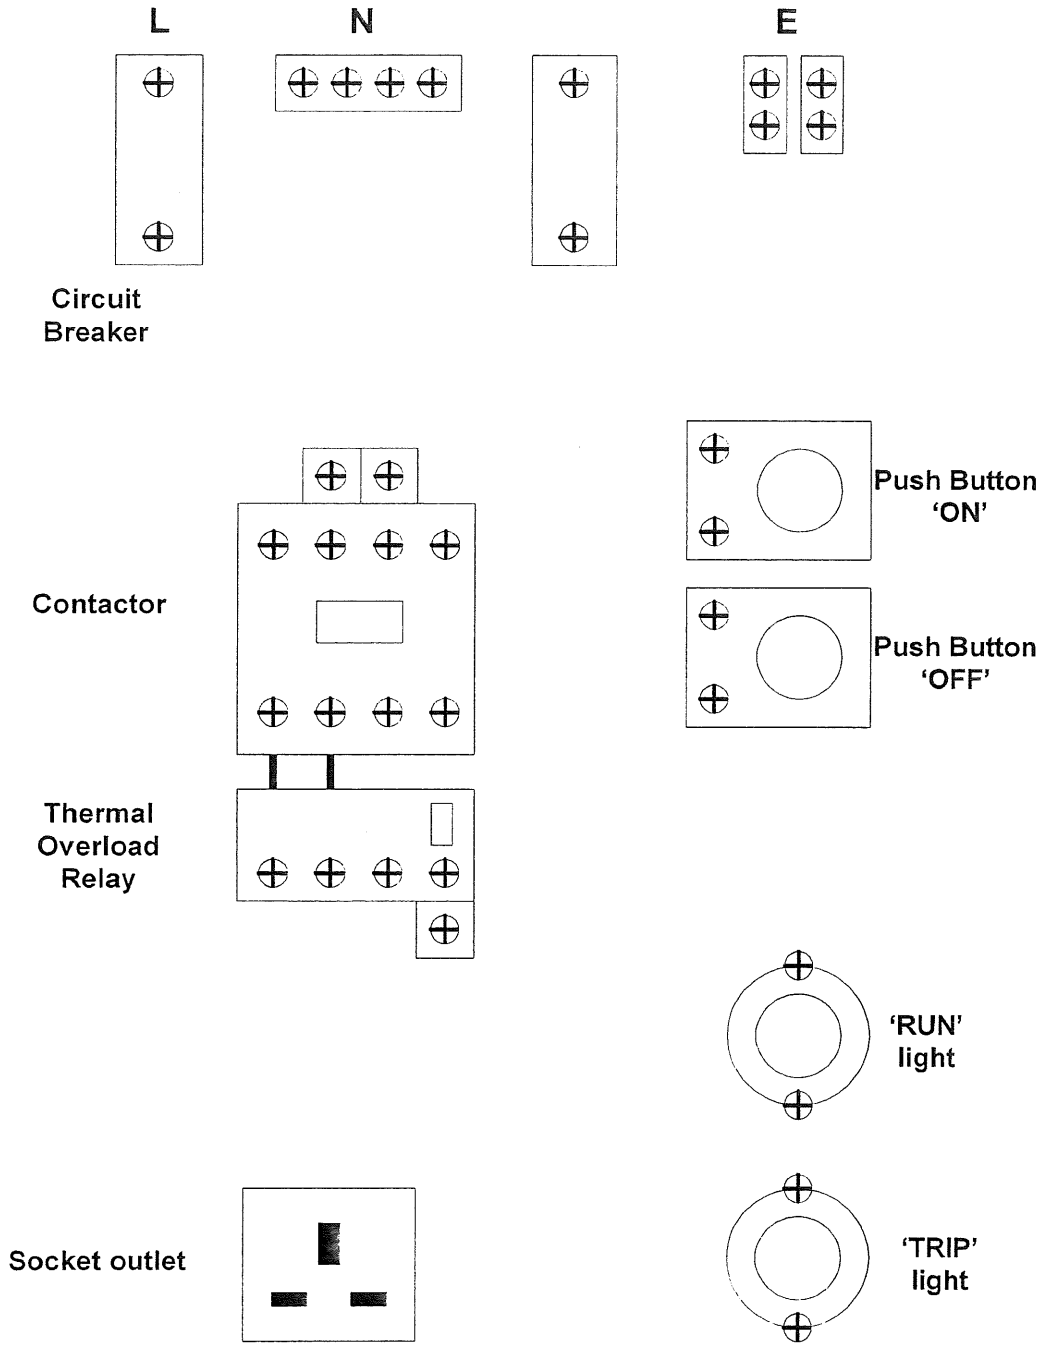 L
N
E
Circuit
Breaker
Push Button
‘ON’
Contactor
Push Button
‘OFF’
Thermal
Overload
Relay
‘RUN’
light
Socket outlet
‘TRIP’
light